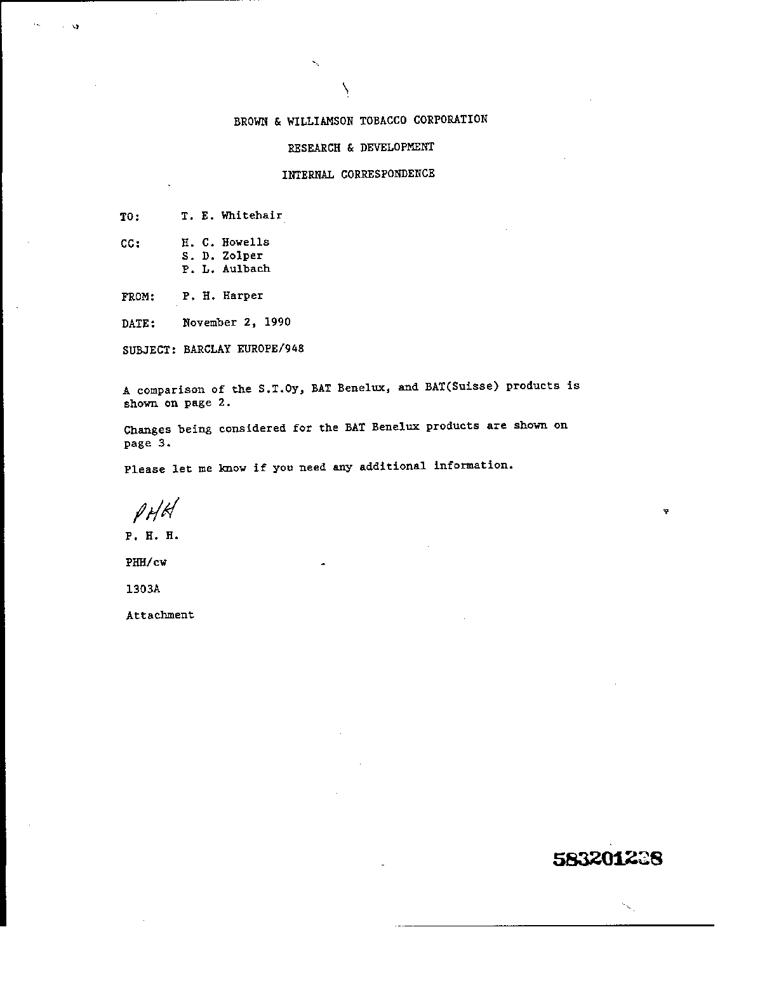 BROWN & WILLIAMSON TOBACCO CORPORATION
RESEARCH & DEVELOPMENT
INTERNAL CORRESPONDENCE
TO: T. E. Whitehair
CC: H. C. Howells
S. D. Zolper
P. L. Aulbach
FROM: P. H. Harper
DATE: November 2, 1990
SUBJECT: BARCLAY EUROPE/948
A comparison of the S.T.Oy, BAT Benelux, and BAT(Suisse) products is
shown on page 2.
Changes being considered for the BAT Benelux products are shown on
page 3.
Please let me know if you need any additional information.
PHH
P. H. H.
PHH/cw
1303A
Attachment
583201228